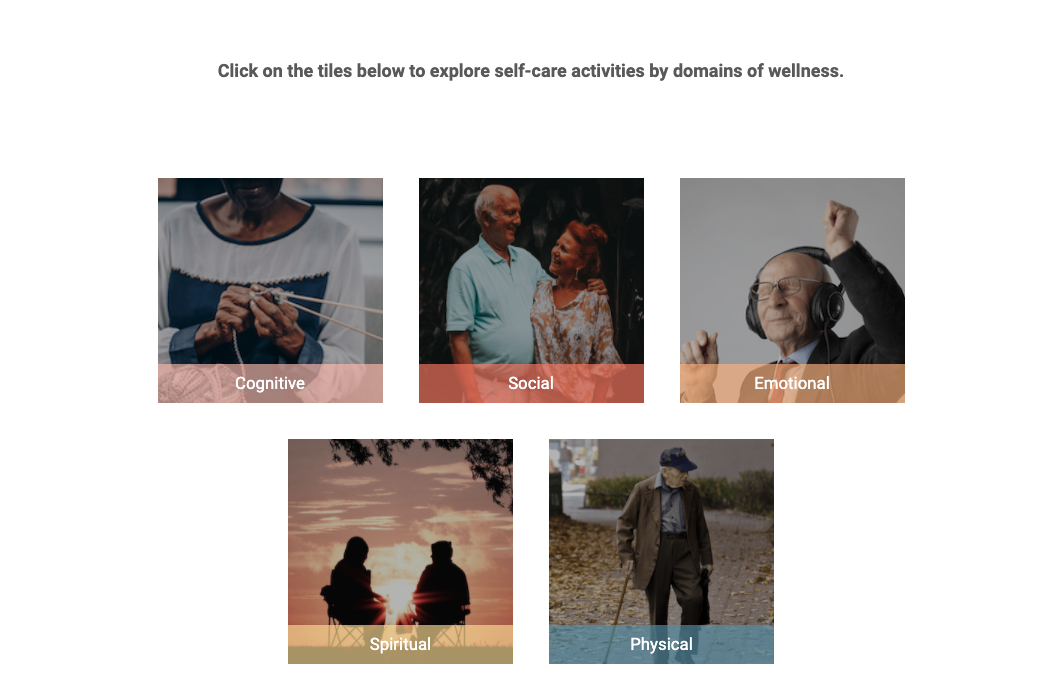 Click on the tiles below to explore self-care activities by domains of wellness.
Cognitive
Social
Emotional
Spiritual
Physical